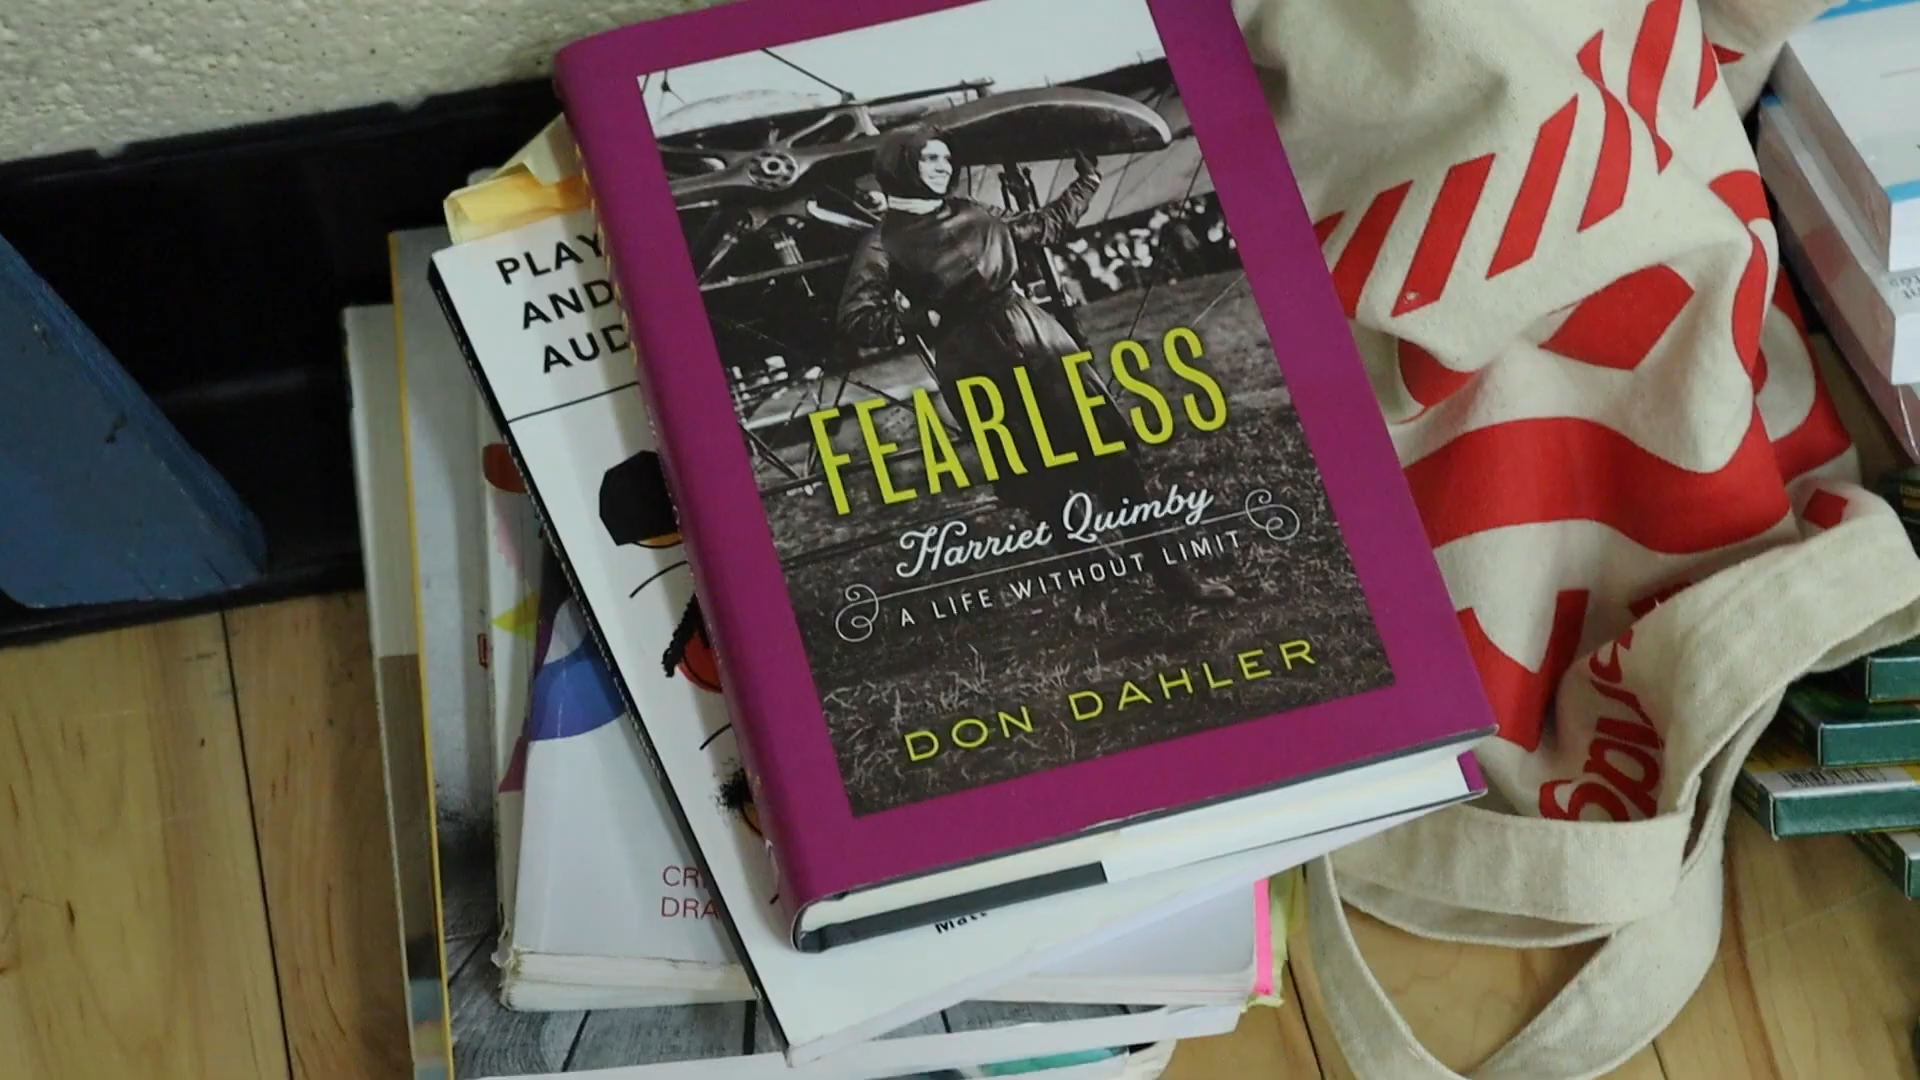 PLAY
AND
AUD
FEARLESS
Harriet Quimby
A LIFE WITHOUT LIMIT
DON DAHLER
CR
DRA